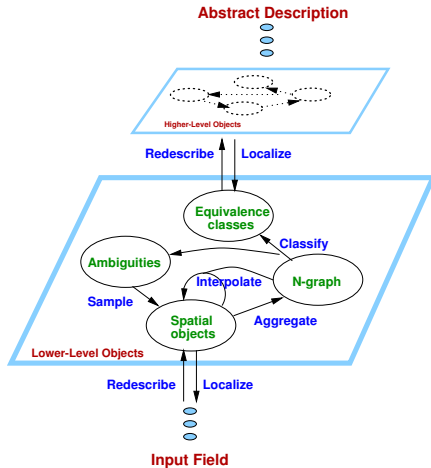 Abstract Description
Higher-Level Objects
Redescribe
Localize
Equivalence
classes
Classify
Ambiguities
Interpolate
N-graph
Sample
Spatial
objects
Aggregate
Lower-Level Objects
Redescribe
Localize
Input Field